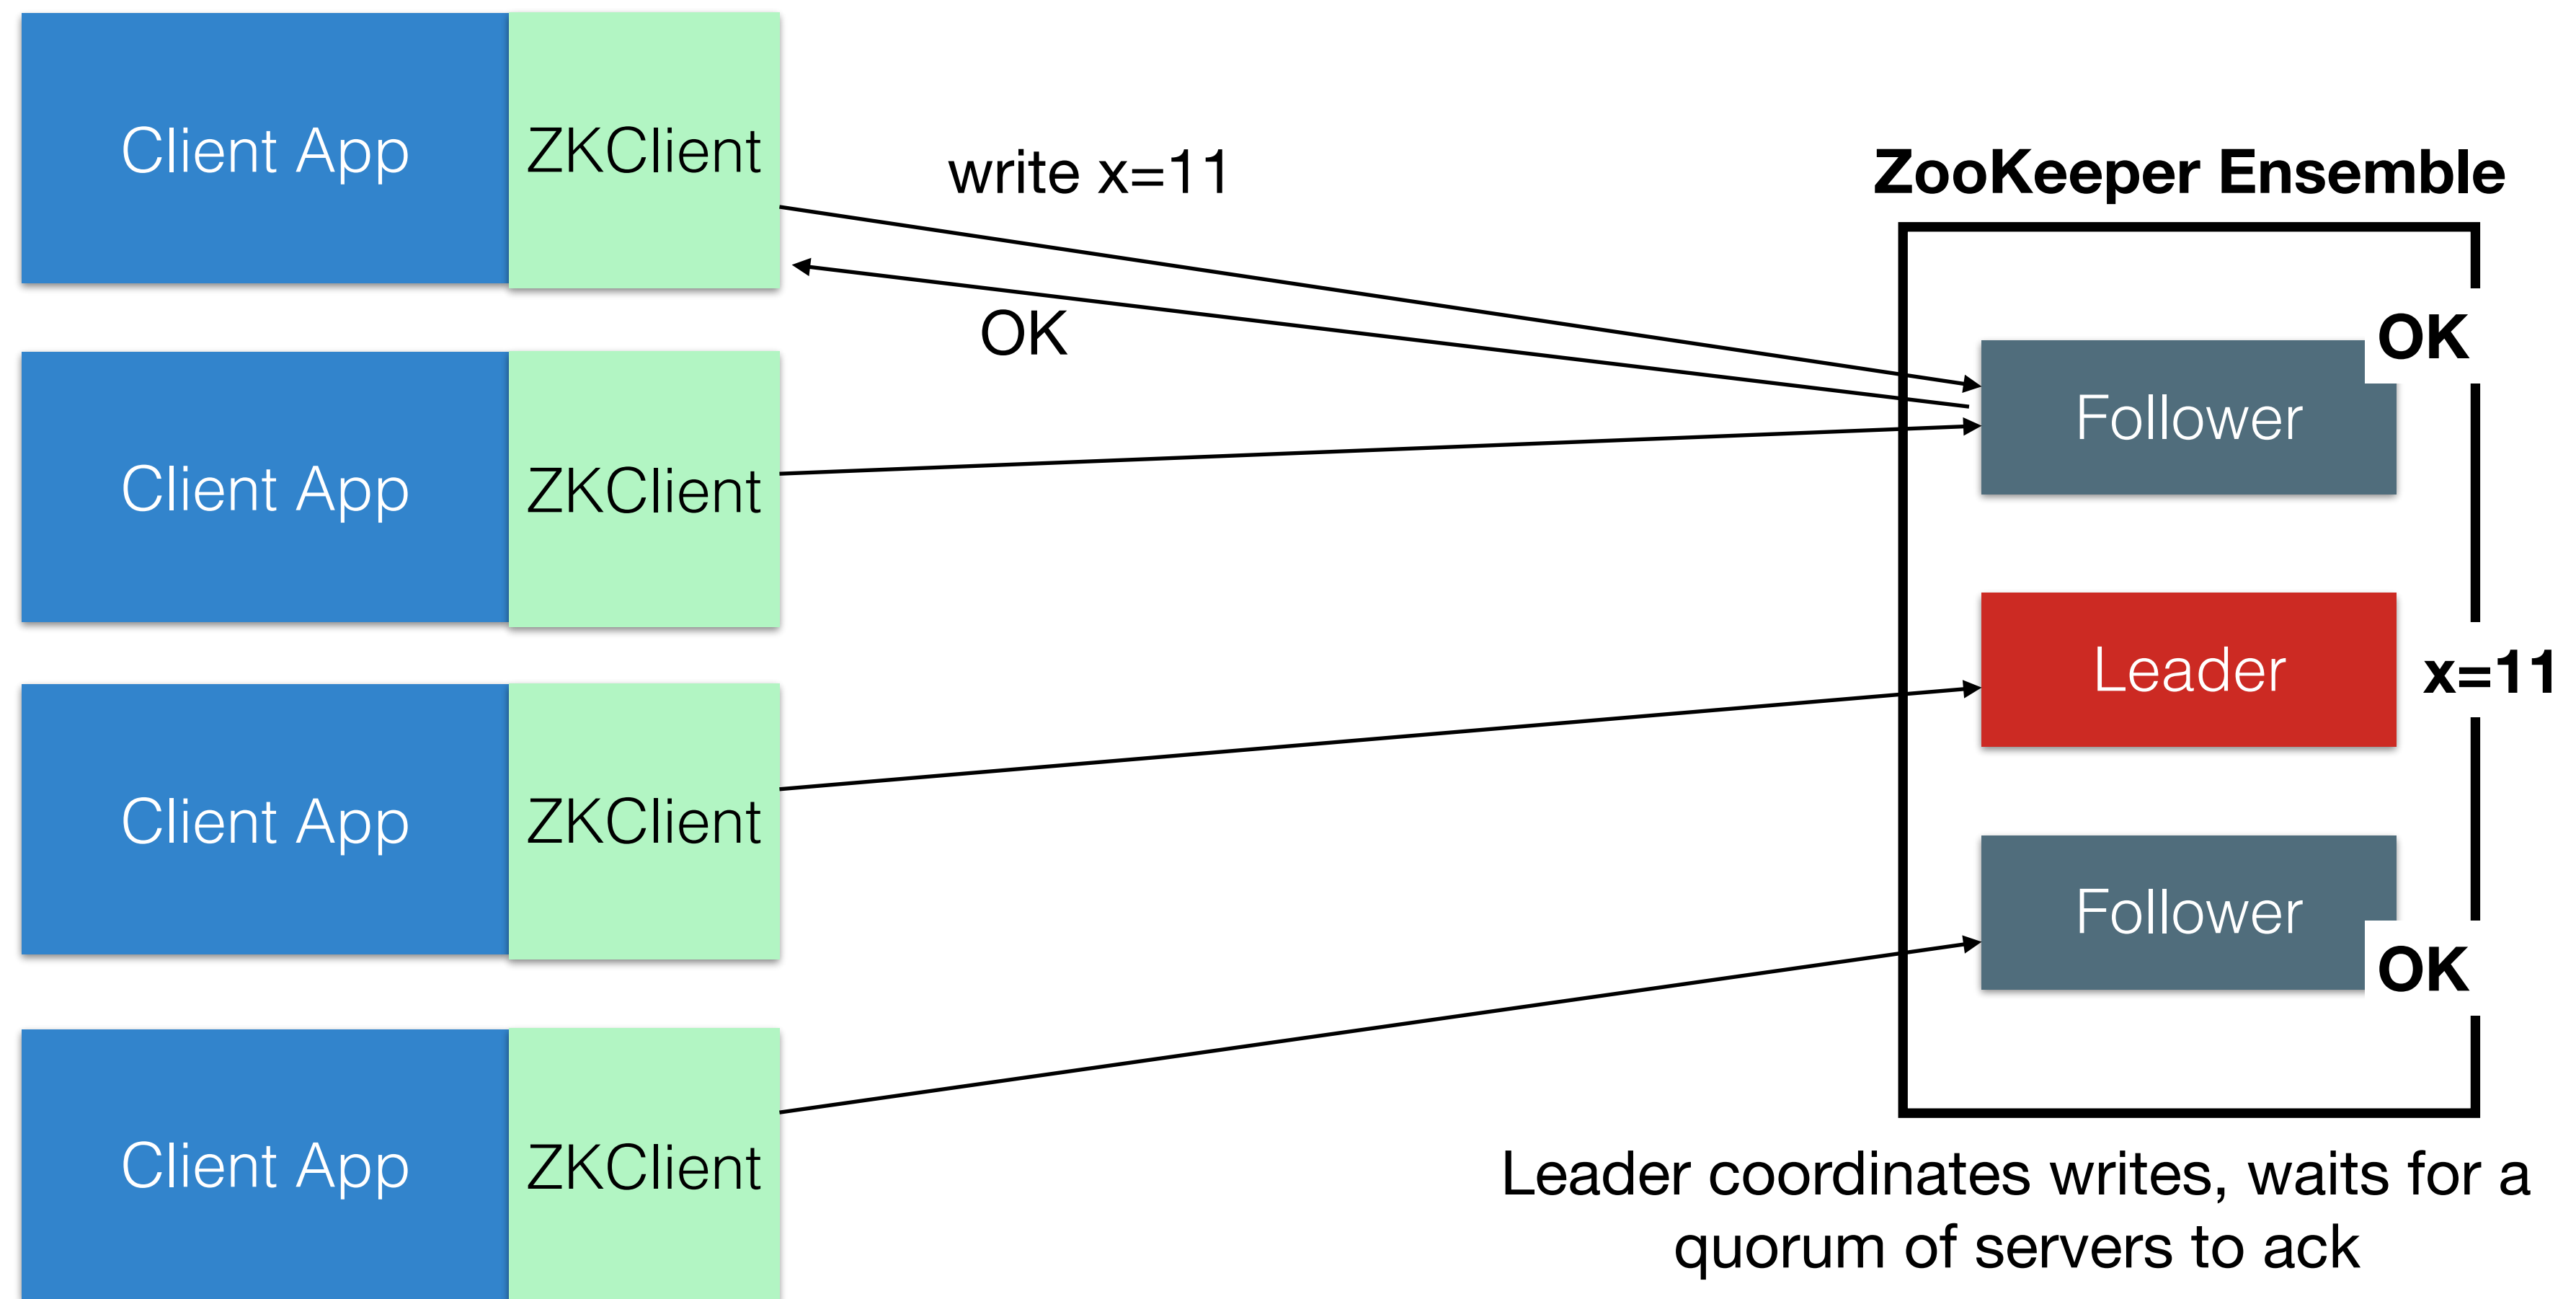 Client App
ZKClient
write x=11
ZooKeeper Ensemble
OK
OK
Client App
ZKClient
Follower
Leader
x=11
Client App
ZKClient
Follower
OK
Client App
ZKClient
Leader coordinates writes, waits for a
quorum of servers to ack